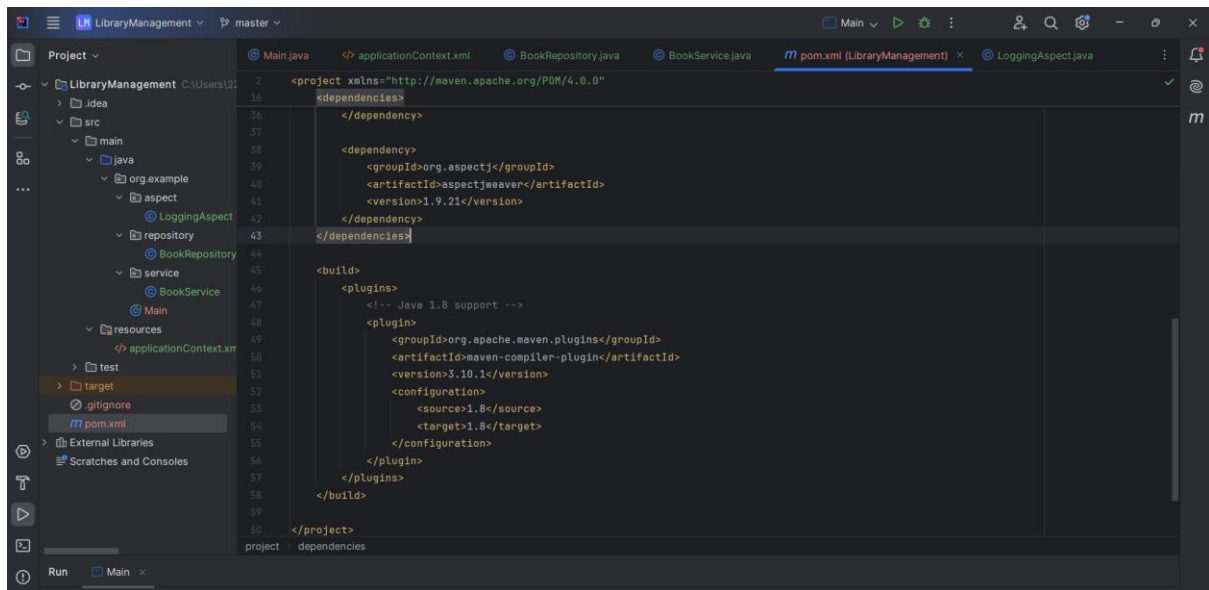 LM LibraryManagement master Main
Project
Main.java applicationContext.xml BookRepository.java BookService.java m pom.xml (LibraryManagement) LoggingAspect.java
LibraryManagement C:\Users\22
.idea
src
main
java
org.example
aspect
LoggingAspect
repository
BookRepository
service
BookService
Main
resources
applicationContext.xm
test
target
.gitignore
m pom.xml
External Libraries
Scratches and Consoles
2 <project xmlns="http://maven.apache.org/POM/4.0.0"
16 <dependencies>
36 </dependency>
37
38 <dependency>
39 <groupId>org.aspectj</groupId>
40 <artifactId>aspectjweaver</artifactId>
41 <version>1.9.21</version>
42 </dependency>
43 </dependencies>
44
45 <build>
46 <plugins>
47 <!-- Java 1.8 support -->
48 <plugin>
49 <groupId>org.apache.maven.plugins</groupId>
50 <artifactId>maven-compiler-plugin</artifactId>
51 <version>3.10.1</version>
52 <configuration>
53 <source>1.8</source>
54 <target>1.8</target>
55 </configuration>
56 </plugin>
57 </plugins>
58 </build>
59
60 </project>
project › dependencies
m
Run Main